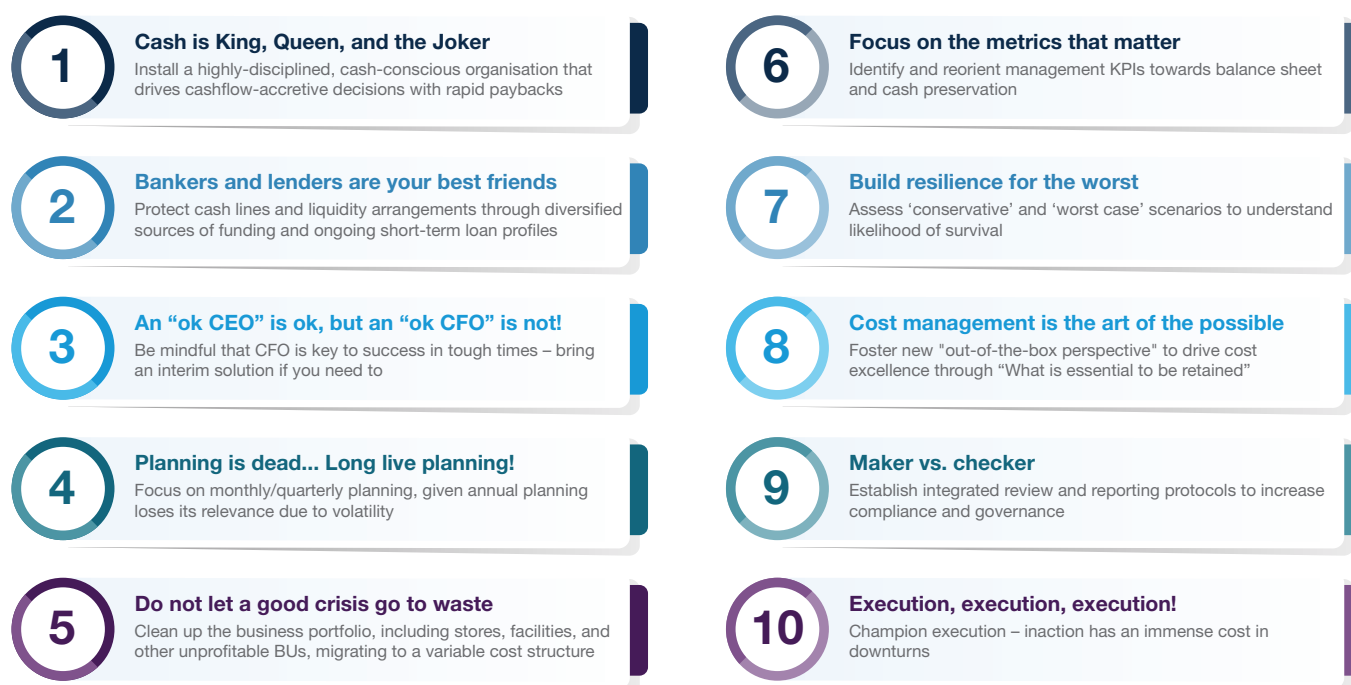 1
Cash is King, Queen, and the Joker
Install a highly-disciplined, cash-conscious organisation that
drives cashflow-accretive decisions with rapid paybacks
2
Bankers and lenders are your best friends
Protect cash lines and liquidity arrangements through diversified
sources of funding and ongoing short-term loan profiles
3
An “ok CEO” is ok, but an “ok CFO” is not!
Be mindful that CFO is key to success in tough times – bring
an interim solution if you need to
4
Planning is dead... Long live planning!
Focus on monthly/quarterly planning, given annual planning
loses its relevance due to volatility
5
Do not let a good crisis go to waste
Clean up the business portfolio, including stores, facilities, and
other unprofitable BUs, migrating to a variable cost structure
6
Focus on the metrics that matter
Identify and reorient management KPIs towards balance sheet
and cash preservation
7
Build resilience for the worst
Assess ‘conservative’ and ‘worst case’ scenarios to understand
likelihood of survival
8
Cost management is the art of the possible
Foster new "out-of-the-box perspective" to drive cost
excellence through “What is essential to be retained”
9
Maker vs. checker
Establish integrated review and reporting protocols to increase
compliance and governance
10
Execution, execution, execution!
Champion execution – inaction has an immense cost in
downturns